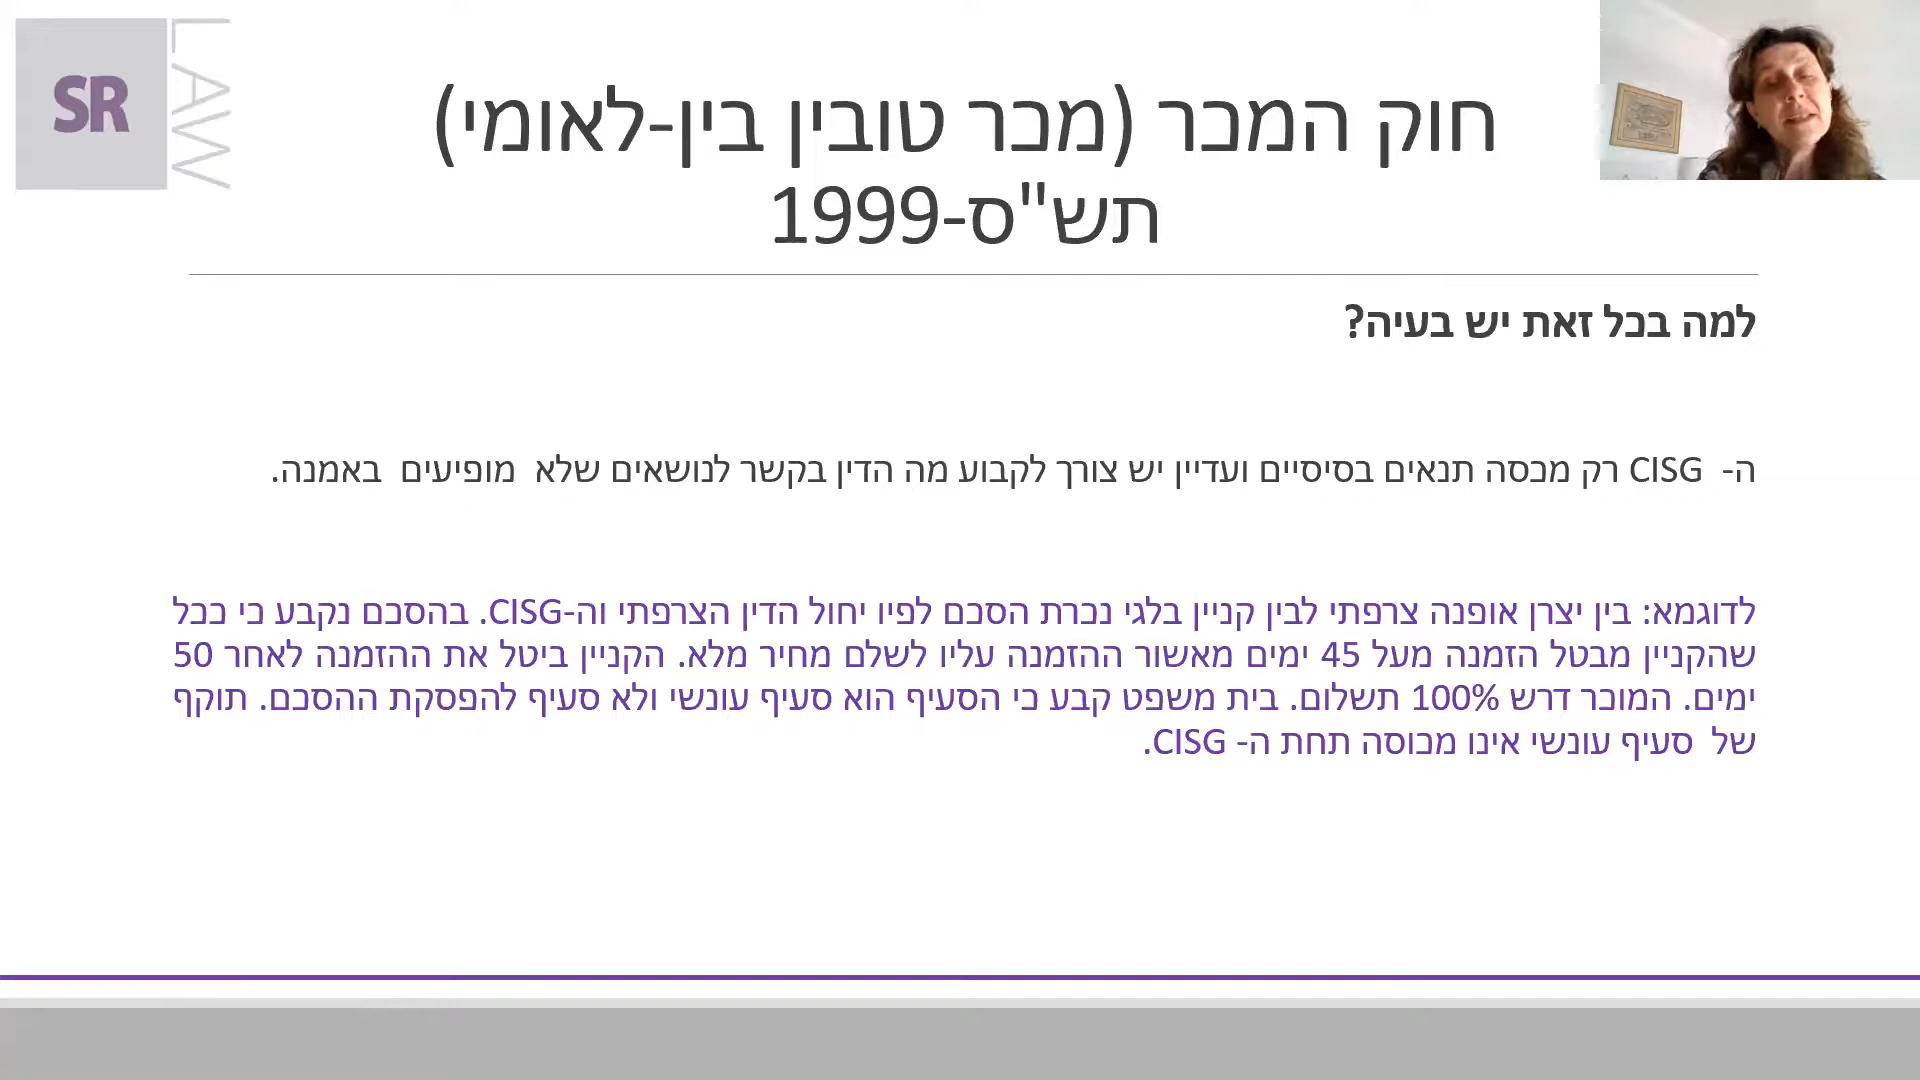 SR
LAW
חוק המכר (מכר טובין בין-לאומי)
תש"ס-1999
למה בכל זאת יש בעיה?
ה- CISG רק מכסה תנאים בסיסיים ועדיין יש צורך לקבוע מה הדין בקשר לנושאים שלא מופיעים באמנה.
לדוגמא: בין יצרן אופנה צרפתי לבין קניין בלגי נכרת הסכם לפיו יחול הדין הצרפתי וה-CISG. בהסכם נקבע כי ככל
שהקניין מבטל הזמנה מעל 45 ימים מאשור ההזמנה עליו לשלם מחיר מלא. הקניין ביטל את ההזמנה לאחר 50
ימים. המוכר דרש 100% תשלום. בית משפט קבע כי הסעיף הוא סעיף עונשי ולא סעיף להפסקת ההסכם. תוקף
של סעיף עונשי אינו מכוסה תחת ה- CISG.